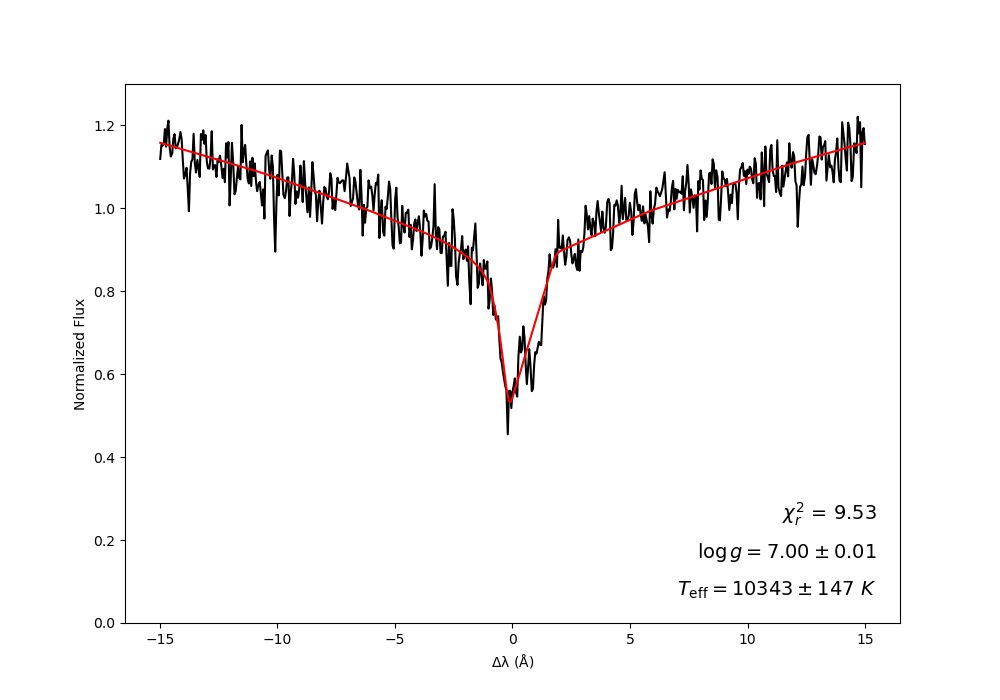 Normalized Flux
1.2
1.0
0.8
0.6
0.4
0.2
0.0
χ²ᵣ = 9.53
log g = 7.00 ± 0.01
T_eff = 10343 ± 147 K
−15
−10
−5
0
5
10
15
Δλ (Å)